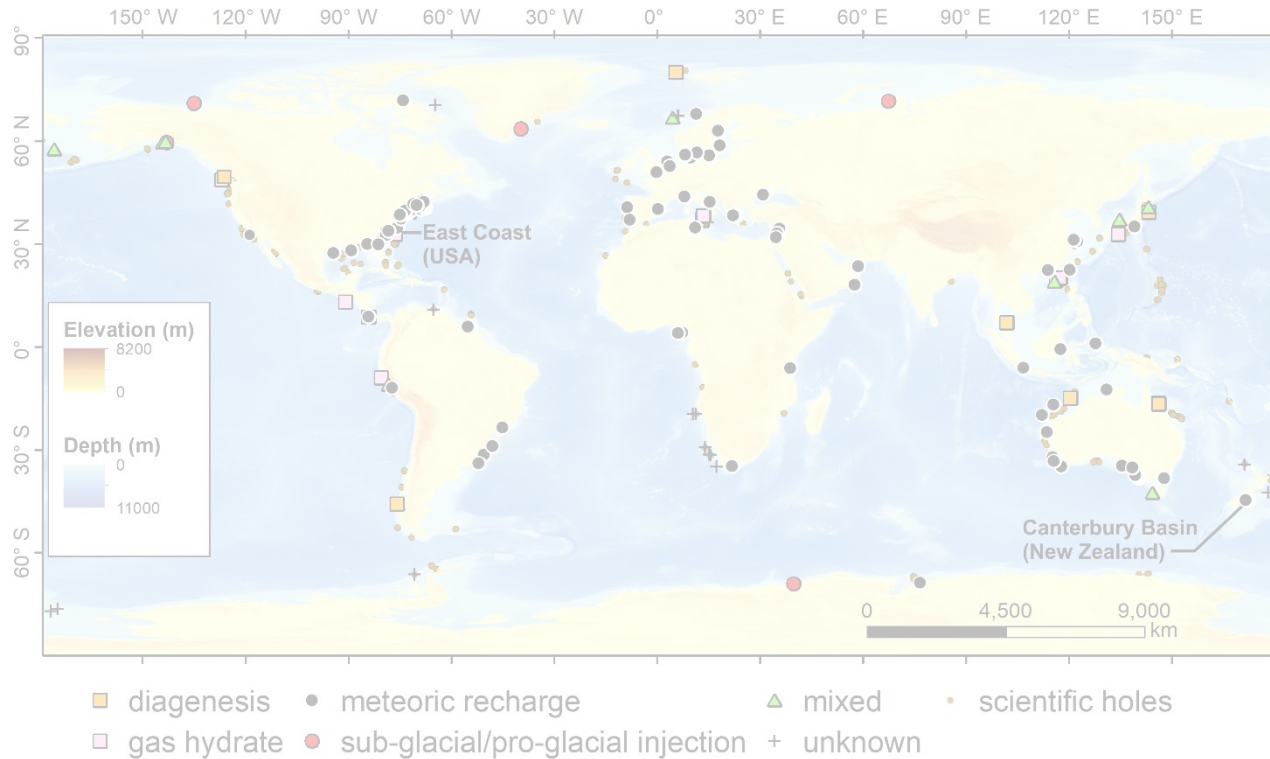 150° W 120° W 90° W 60° W 30° W 0° 30° E 60° E 90° E 120° E 150° E
90°
60° N
30° N
0°
30° S
60° S
East Coast
(USA)
Elevation (m)
8200
0
Depth (m)
0
11000
Canterbury Basin
(New Zealand)
0 4,500 9,000
km
diagenesis meteoric recharge mixed scientific holes
gas hydrate sub-glacial/pro-glacial injection unknown